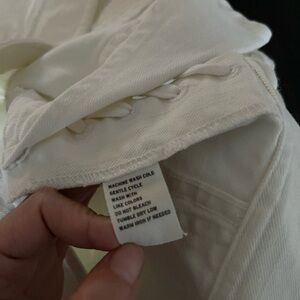 MACHINE WASH COLD
GENTLE CYCLE
WASH WITH
LIKE COLORS
DO NOT BLEACH
TUMBLE DRY LOW
WARM IRON IF NEEDED